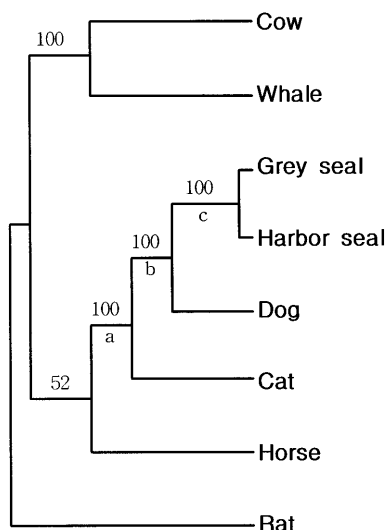 Cow
100
Whale
Grey seal
100
c
Harbor seal
100
b
Dog
100
a
Cat
52
Horse
Rat